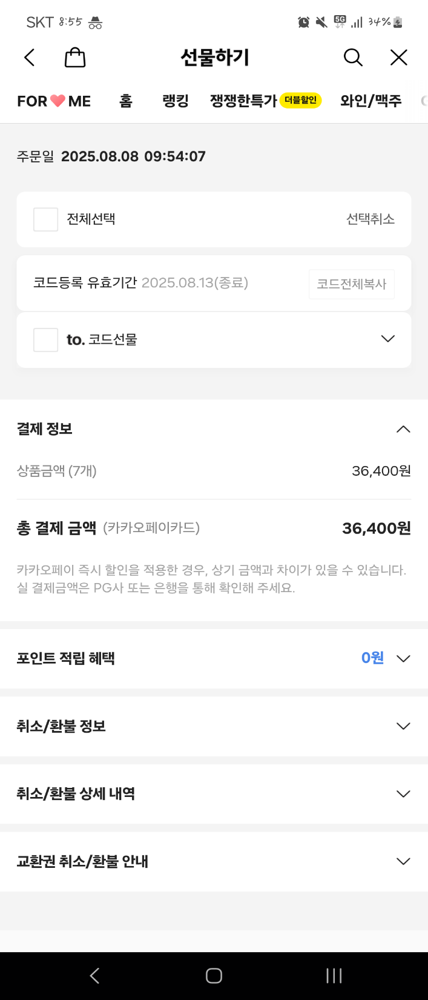 SKT 8:55 5G 34%
선물하기
FOR ME 홈 랭킹 쟁쟁한특가 더블할인 와인/맥주
주문일 2025.08.08 09:54:07
전체선택 선택취소
코드등록 유효기간 2025.08.13(종료) 코드전체복사
to. 코드선물
결제 정보
상품금액 (7개) 36,400원
총 결제 금액 (카카오페이카드) 36,400원
카카오페이 즉시 할인을 적용한 경우, 상기 금액과 차이가 있을 수 있습니다.
실 결제금액은 PG사 또는 은행을 통해 확인해 주세요.
포인트 적립 혜택 0원
취소/환불 정보
취소/환불 상세 내역
교환권 취소/환불 안내